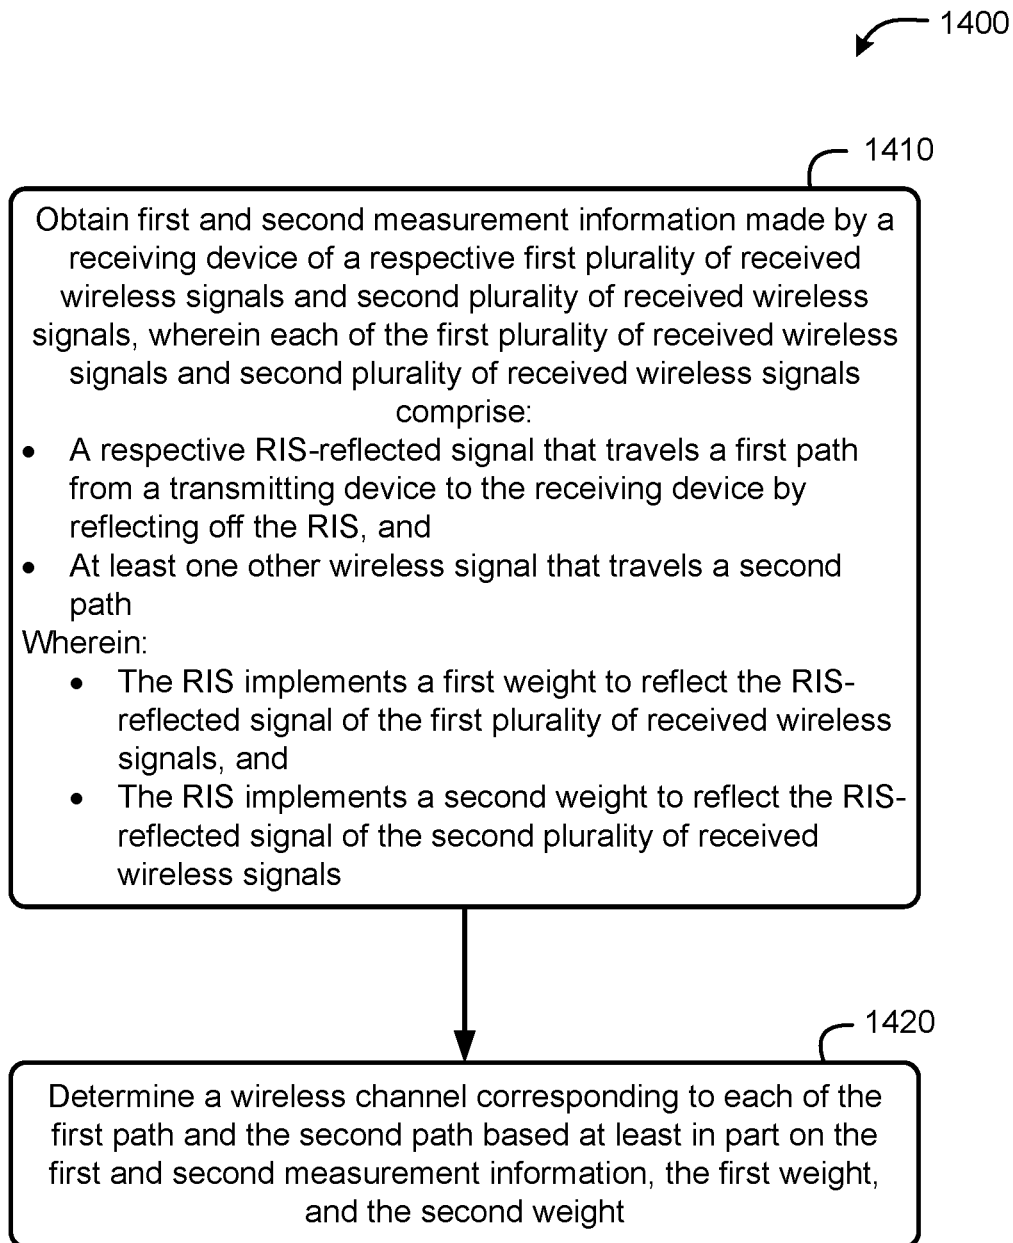 1400
1410
Obtain first and second measurement information made by a
receiving device of a respective first plurality of received
wireless signals and second plurality of received wireless
signals, wherein each of the first plurality of received wireless
signals and second plurality of received wireless signals
comprise:
• A respective RIS-reflected signal that travels a first path
from a transmitting device to the receiving device by
reflecting off the RIS, and
• At least one other wireless signal that travels a second
path
Wherein:
• The RIS implements a first weight to reflect the RIS-
reflected signal of the first plurality of received wireless
signals, and
• The RIS implements a second weight to reflect the RIS-
reflected signal of the second plurality of received
wireless signals
1420
Determine a wireless channel corresponding to each of the
first path and the second path based at least in part on the
first and second measurement information, the first weight,
and the second weight